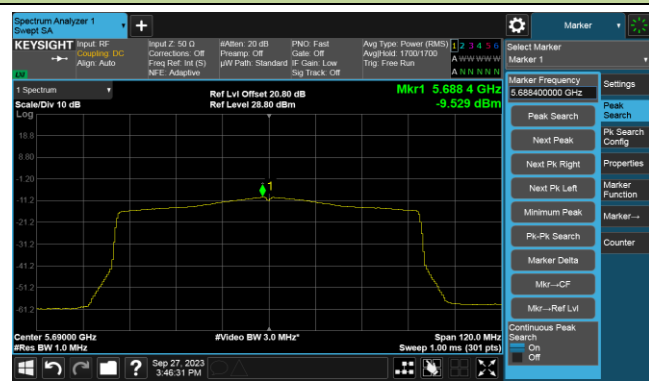 Spectrum Analyzer 1
Swept SA
Marker
KEYSIGHT
Input: RF
Coupling: DC
Align: Auto
Input Z: 50 Ω
Corrections: Off
Freq Ref: Int (S)
NFE: Adaptive
#Atten: 20 dB
Preamp: Off
µW Path: Standard
PNO: Fast
Gate: Off
IF Gain: Low
Sig Track: Off
Avg Type: Power (RMS)
Avg|Hold: 1700/1700
Trig: Free Run
1 2 3 4 5 6
A W W W W W
A N N N N N
LXI
Select Marker
Marker 1
1 Spectrum
Scale/Div 10 dB
Log
Ref Lvl Offset 20.80 dB
Ref Level 28.80 dBm
Mkr1 5.688 4 GHz
-9.529 dBm
18.8
8.80
-1.20
-11.2
-21.2
-31.2
-41.2
-51.2
-61.2
1
Center 5.69000 GHz
#Res BW 1.0 MHz
#Video BW 3.0 MHz*
Span 120.0 MHz
Sweep 1.00 ms (301 pts)
Marker Frequency
5.688400000 GHz
Peak Search
Next Peak
Next Pk Right
Next Pk Left
Minimum Peak
Pk-Pk Search
Marker Delta
Mkr→CF
Mkr→Ref Lvl
Continuous Peak
Search
On
Off
Settings
Peak
Search
Pk Search
Config
Properties
Marker
Function
Marker→
Counter
?
Sep 27, 2023
3:46:31 PM